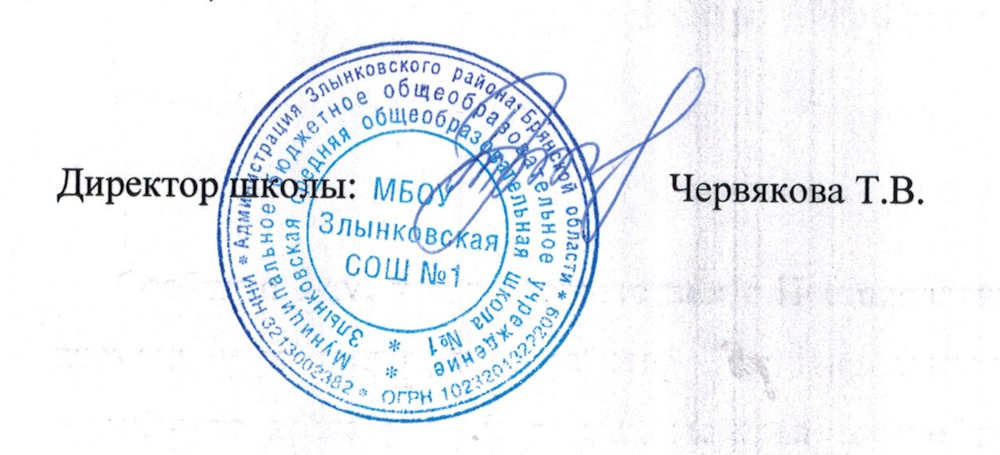 Директор школы: Червякова Т.В.
* Администрация Злынковского района Брянской области *
ИНН 3213002382 * ОГРН 1023201322209
Муниципальное бюджетное общеобразовательное учреждение *
Злынковская средняя общеобразовательная школа №1 *
МБОУ
Злынковская
СОШ №1